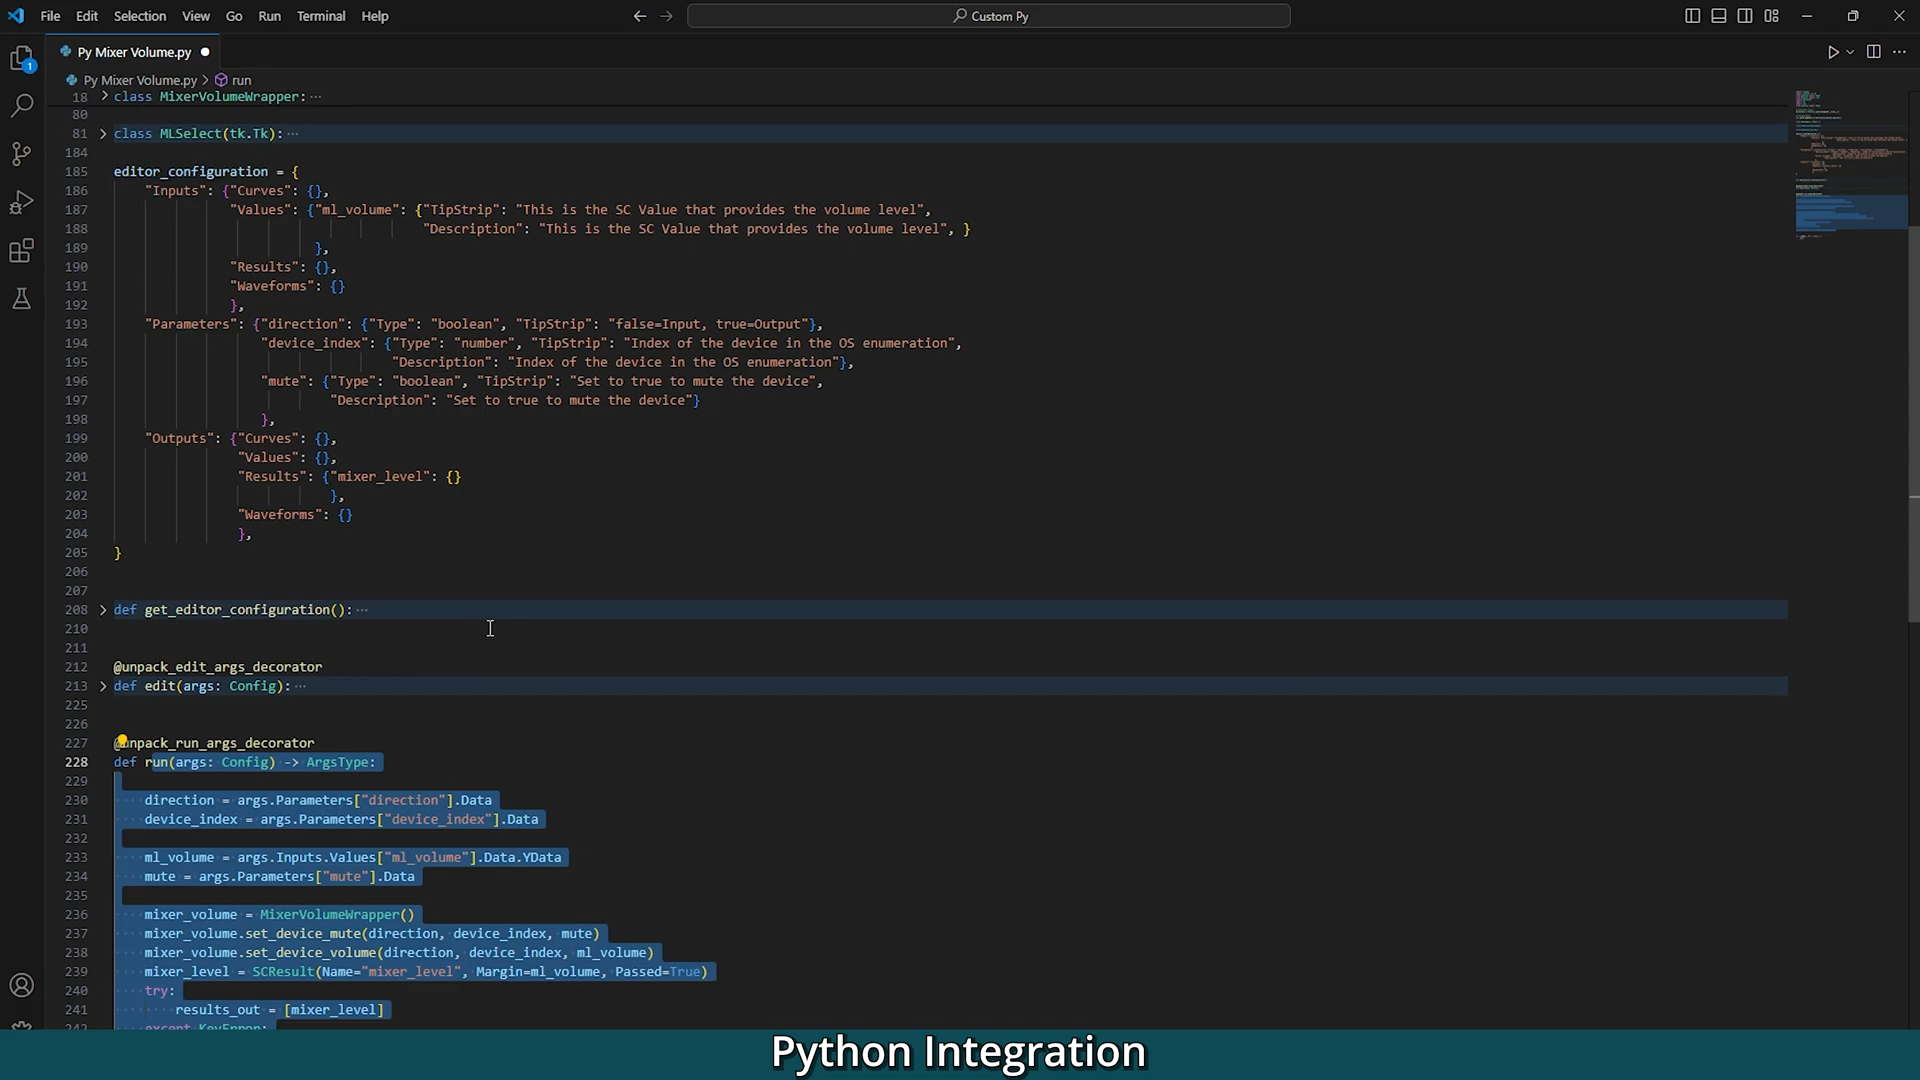 File Edit Selection View Go Run Terminal Help
Custom Py
Py Mixer Volume.py
1
Py Mixer Volume.py > run
18 > class MixerVolumeWrapper: ···
80
81 > class MLSelect(tk.Tk): ···
184
185 editor_configuration = {
186 "Inputs": {"Curves": {},
187 "Values": {"ml_volume": {"TipStrip": "This is the SC Value that provides the volume level",
188 "Description": "This is the SC Value that provides the volume level", }
189 },
190 "Results": {},
191 "Waveforms": {}
192 },
193 "Parameters": {"direction": {"Type": "boolean", "TipStrip": "false=Input, true=Output"},
194 "device_index": {"Type": "number", "TipStrip": "Index of the device in the OS enumeration",
195 "Description": "Index of the device in the OS enumeration"},
196 "mute": {"Type": "boolean", "TipStrip": "Set to true to mute the device",
197 "Description": "Set to true to mute the device"}
198 },
199 "Outputs": {"Curves": {},
200 "Values": {},
201 "Results": {"mixer_level": {}
202 },
203 "Waveforms": {}
204 },
205 }
206
207
208 > def get_editor_configuration(): ···
210
211
212 @unpack_edit_args_decorator
213 > def edit(args: Config): ···
225
226
227 @unpack_run_args_decorator
228 def run(args: Config) -> ArgsType:
229
230 direction = args.Parameters["direction"].Data
231 device_index = args.Parameters["device_index"].Data
232
233 ml_volume = args.Inputs.Values["ml_volume"].Data.YData
234 mute = args.Parameters["mute"].Data
235
236 mixer_volume = MixerVolumeWrapper()
237 mixer_volume.set_device_mute(direction, device_index, mute)
238 mixer_volume.set_device_volume(direction, device_index, ml_volume)
239 mixer_level = SCResult(Name="mixer_level", Margin=ml_volume, Passed=True)
240 try:
241 results_out = [mixer_level]
242 except KeyError:
Python Integration